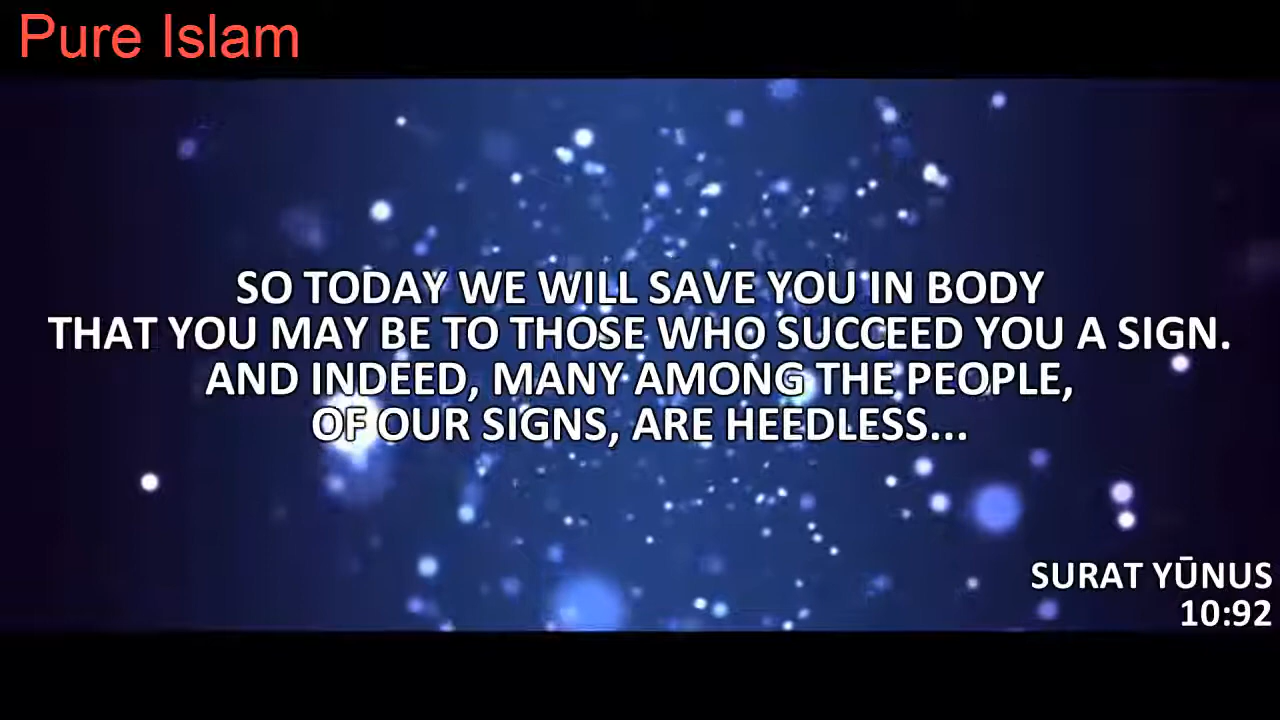 Pure Islam
SO TODAY WE WILL SAVE YOU IN BODY
THAT YOU MAY BE TO THOSE WHO SUCCEED YOU A SIGN.
AND INDEED, MANY AMONG THE PEOPLE,
OF OUR SIGNS, ARE HEEDLESS...
SURAT YŪNUS
10:92